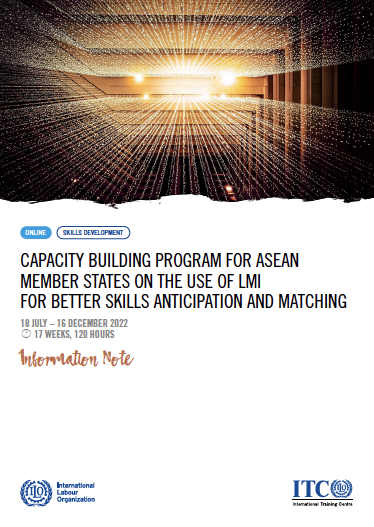 ONLINE
SKILLS DEVELOPMENT
CAPACITY BUILDING PROGRAM FOR ASEAN
MEMBER STATES ON THE USE OF LMI
FOR BETTER SKILLS ANTICIPATION AND MATCHING
18 JULY – 16 DECEMBER 2022
17 WEEKS, 120 HOURS
Information Note
International
Labour
Organization
ITC
International Training Centre